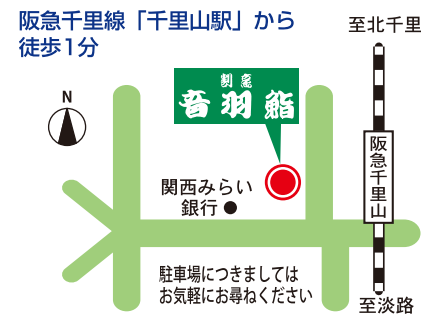 阪急千里線「千里山駅」から
徒歩1分
至北千里
割鳶
音羽鮨
N
阪急千里山
関西みらい
銀行
駐車場につきましては
お気軽にお尋ねください
至淡路